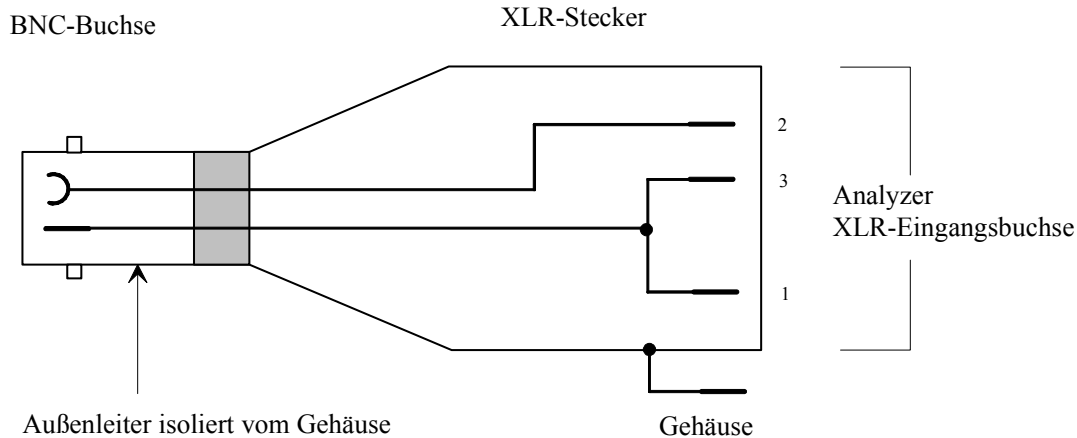 BNC-Buchse
XLR-Stecker
2
3
Analyzer
XLR-Eingangsbuchse
1
Außenleiter isoliert vom Gehäuse
Gehäuse